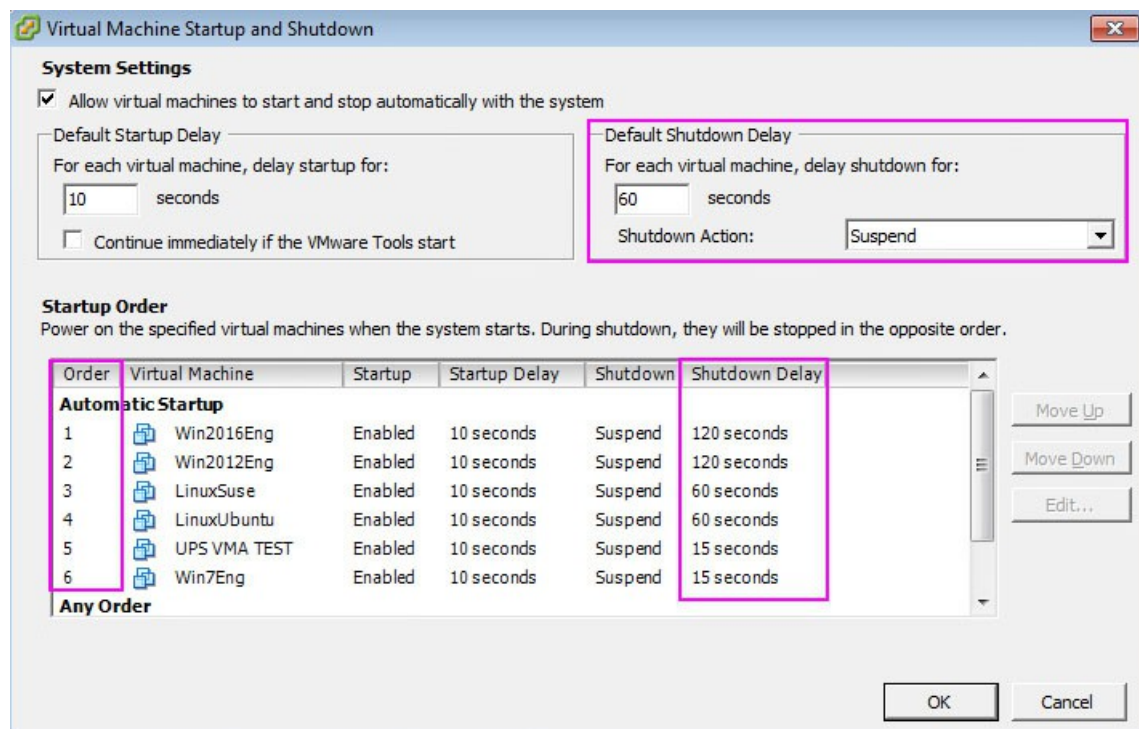 Virtual Machine Startup and Shutdown
System Settings
Allow virtual machines to start and stop automatically with the system
Default Startup Delay
For each virtual machine, delay startup for:
10 seconds
Continue immediately if the VMware Tools start
Default Shutdown Delay
For each virtual machine, delay shutdown for:
60 seconds
Shutdown Action: Suspend
Startup Order
Power on the specified virtual machines when the system starts. During shutdown, they will be stopped in the opposite order.
Order Virtual Machine Startup Startup Delay Shutdown Shutdown Delay
Automatic Startup
1 Win2016Eng Enabled 10 seconds Suspend 120 seconds
2 Win2012Eng Enabled 10 seconds Suspend 120 seconds
3 LinuxSuse Enabled 10 seconds Suspend 60 seconds
4 LinuxUbuntu Enabled 10 seconds Suspend 60 seconds
5 UPS VMA TEST Enabled 10 seconds Suspend 15 seconds
6 Win7Eng Enabled 10 seconds Suspend 15 seconds
Any Order
Move Up
Move Down
Edit...
OK Cancel